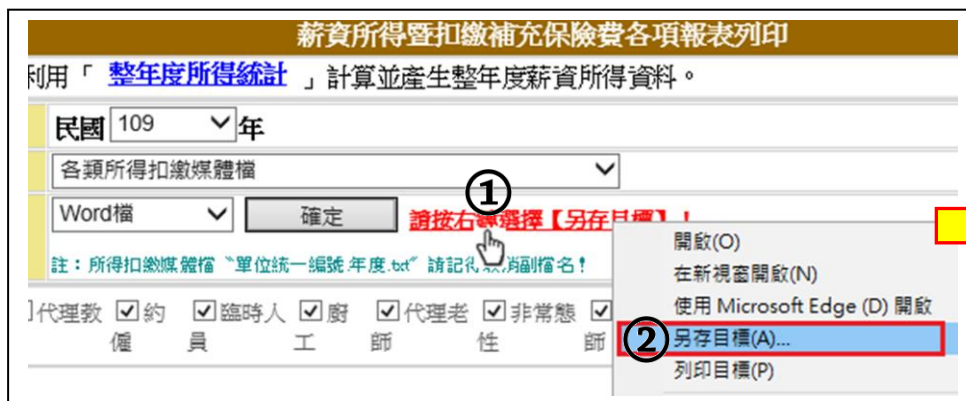 薪資所得暨扣繳補充保險費各項報表列印
利用「 整年度所得統計 」計算並產生整年度薪資所得資料。
民國 109 年
各類所得扣繳媒體檔
Word檔 確定 請按右鍵選擇【另存目標】!
①
註:所得扣繳媒體檔〝單位統一編號.年度.txt〞請記得
消副檔名!
代理教 約僱 臨時人員 廚工 代理老師 非常態性 師
開啟(O)
在新視窗開啟(N)
使用 Microsoft Edge (D) 開啟
② 另存目標(A)...
列印目標(P)